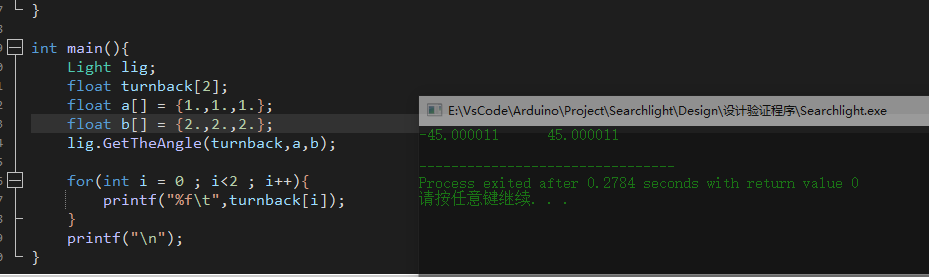 }
int main(){
Light lig;
float turnback[2];
float a[] = {1.,1.,1.};
float b[] = {2.,2.,2.};
lig.GetTheAngle(turnback,a,b);
for(int i = 0 ; i<2 ; i++){
printf("%f\t",turnback[i]);
}
printf("\n");
}
E:\VsCode\Arduino\Project\Searchlight\Design\设计验证程序\Searchlight.exe
-45.000011 45.000011
--------------------------------
Process exited after 0.2784 seconds with return value 0
请按任意键继续. . .